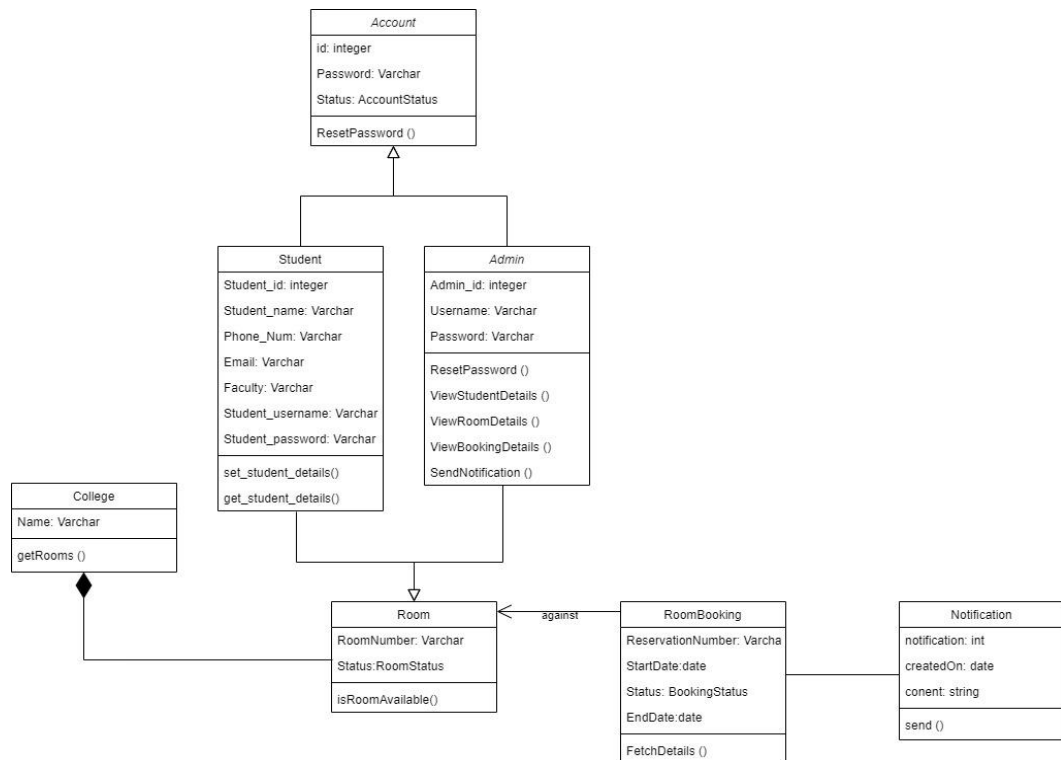 Account
id: integer
Password: Varchar
Status: AccountStatus
ResetPassword ()
Student
Student_id: integer
Student_name: Varchar
Phone_Num: Varchar
Email: Varchar
Faculty: Varchar
Student_username: Varchar
Student_password: Varchar
set_student_details()
get_student_details()
Admin
Admin_id: integer
Username: Varchar
Password: Varchar
ResetPassword ()
ViewStudentDetails ()
ViewRoomDetails ()
ViewBookingDetails ()
SendNotification ()
College
Name: Varchar
getRooms ()
Room
RoomNumber: Varchar
Status:RoomStatus
isRoomAvailable()
against
RoomBooking
ReservationNumber: Varcha
StartDate:date
Status: BookingStatus
EndDate:date
FetchDetails ()
Notification
notification: int
createdOn: date
conent: string
send ()